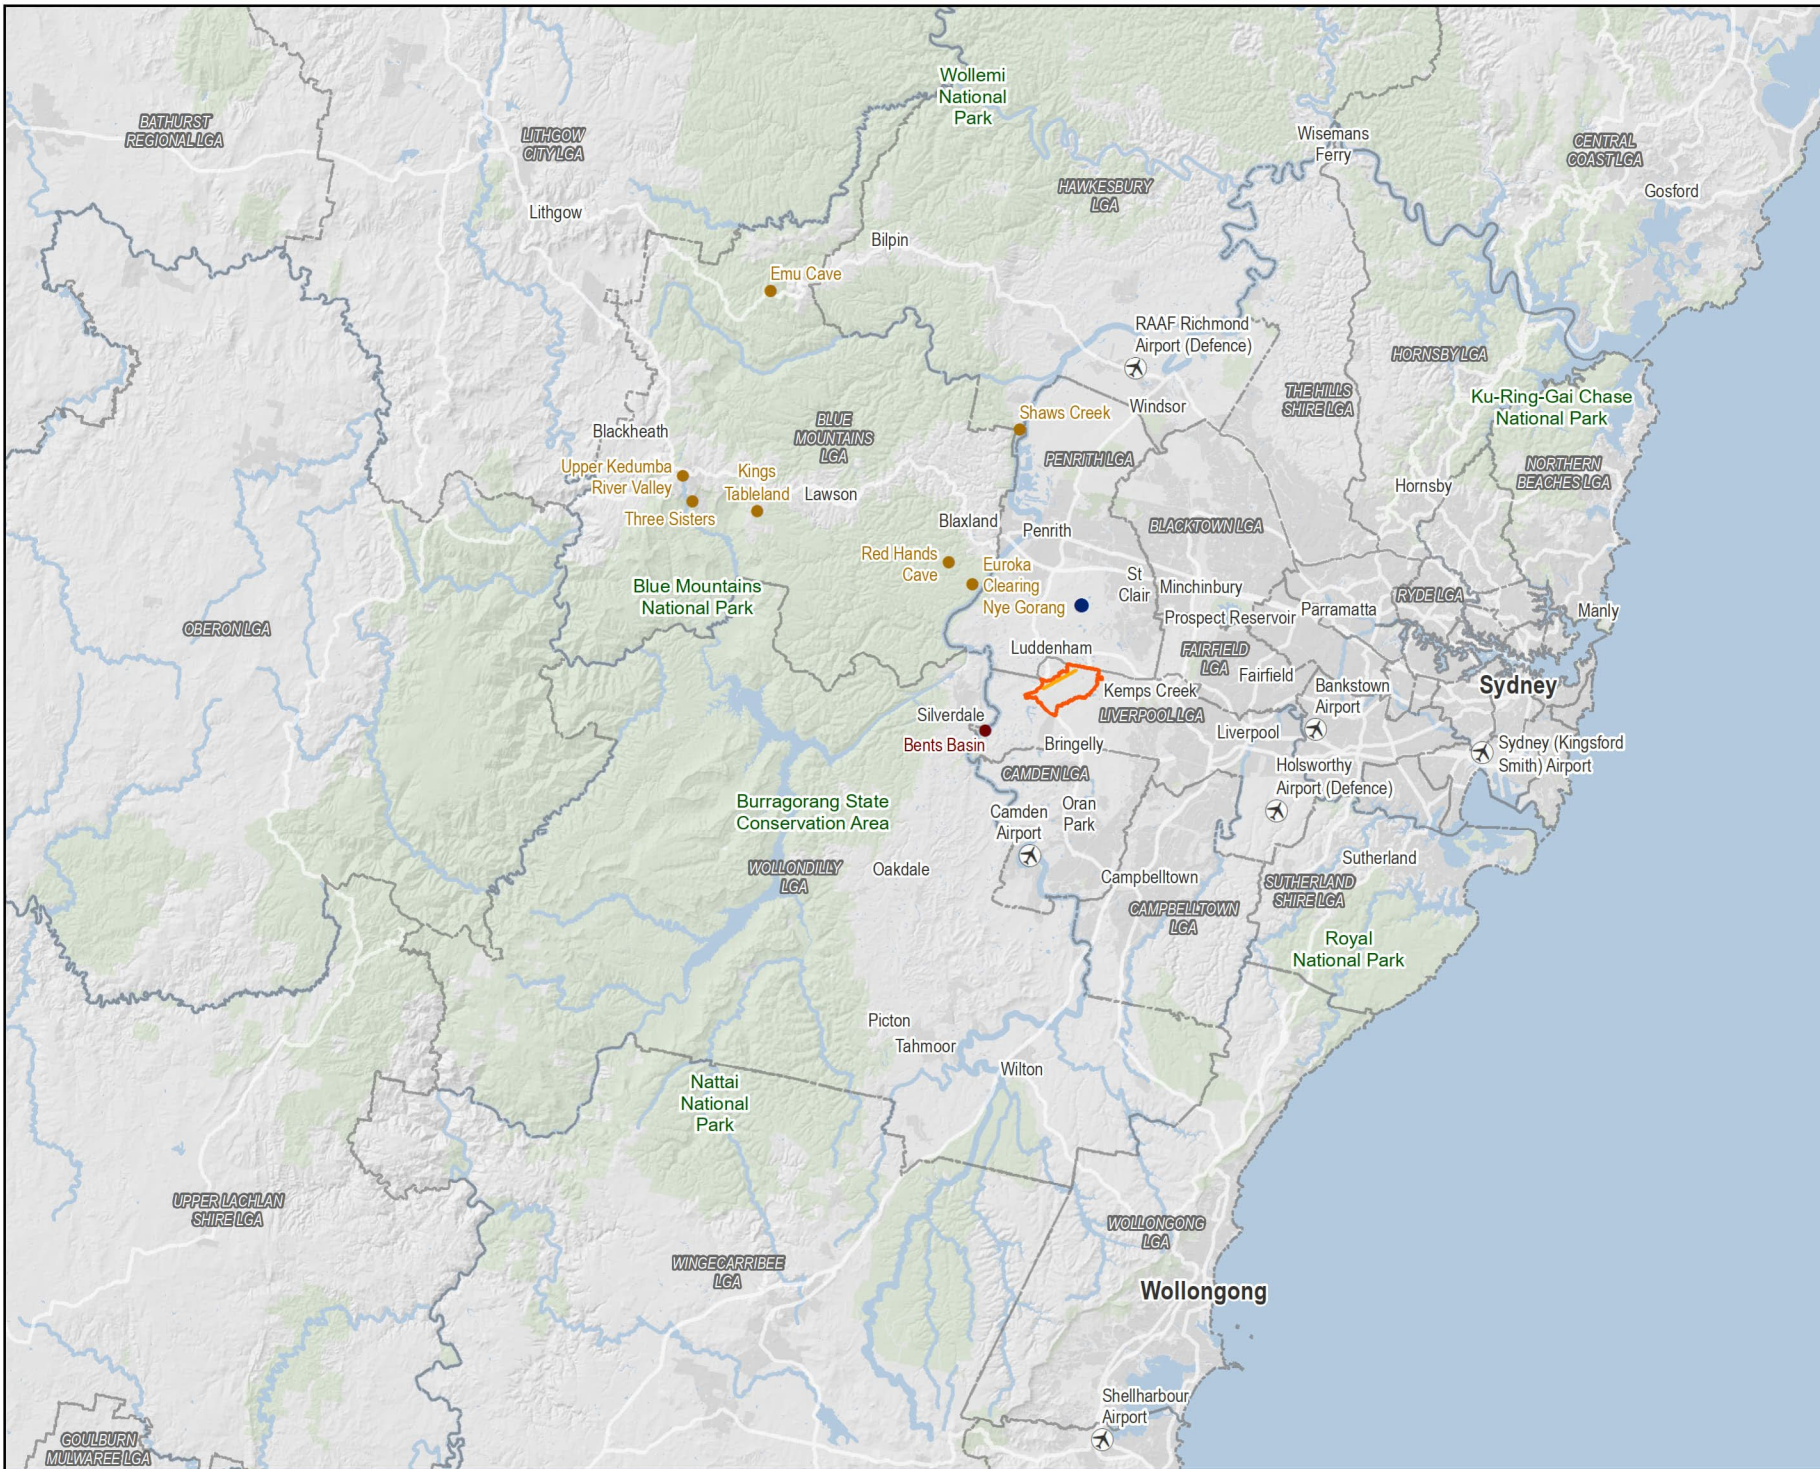 Wollemi
National
Park
BATHURST
REGIONAL LGA
LITHGOW
CITY LGA
Wisemans
Ferry
CENTRAL
COAST LGA
HAWKESBURY
LGA
Gosford
Lithgow
Bilpin
Emu Cave
RAAF Richmond
Airport (Defence)
HORNSBY LGA
THE HILLS
SHIRE LGA
Ku-Ring-Gai Chase
National Park
Windsor
Shaws Creek
BLUE
MOUNTAINS
LGA
Blackheath
PENRITH LGA
NORTHERN
BEACHES LGA
Upper Kedumba
River Valley
Kings
Tableland
Lawson
Hornsby
Three Sisters
Blaxland
Penrith
BLACKTOWN LGA
Red Hands
Cave
Euroka
Clearing
Nye Gorang
St
Clair
Minchinbury
Blue Mountains
National Park
RYDE LGA
Parramatta
Manly
Prospect Reservoir
OBERON LGA
Luddenham
FAIRFIELD
LGA
Fairfield
Kemps Creek
Bankstown
Airport
Sydney
Silverdale
LIVERPOOL LGA
Liverpool
Bents Basin
Bringelly
Sydney (Kingsford
Smith) Airport
CAMDEN LGA
Holsworthy
Airport (Defence)
Burragorang State
Conservation Area
Camden
Airport
Oran
Park
Sutherland
WOLLONDILLY
LGA
Oakdale
Campbelltown
SUTHERLAND
SHIRE LGA
CAMPBELLTOWN
LGA
Royal
National Park
Picton
Tahmoor
Wilton
Nattai
National
Park
UPPER LACHLAN
SHIRE LGA
WOLLONGONG
LGA
WINGECARRIBEE
LGA
Wollongong
Shellharbour
Airport
GOULBURN
MULWAREE LGA